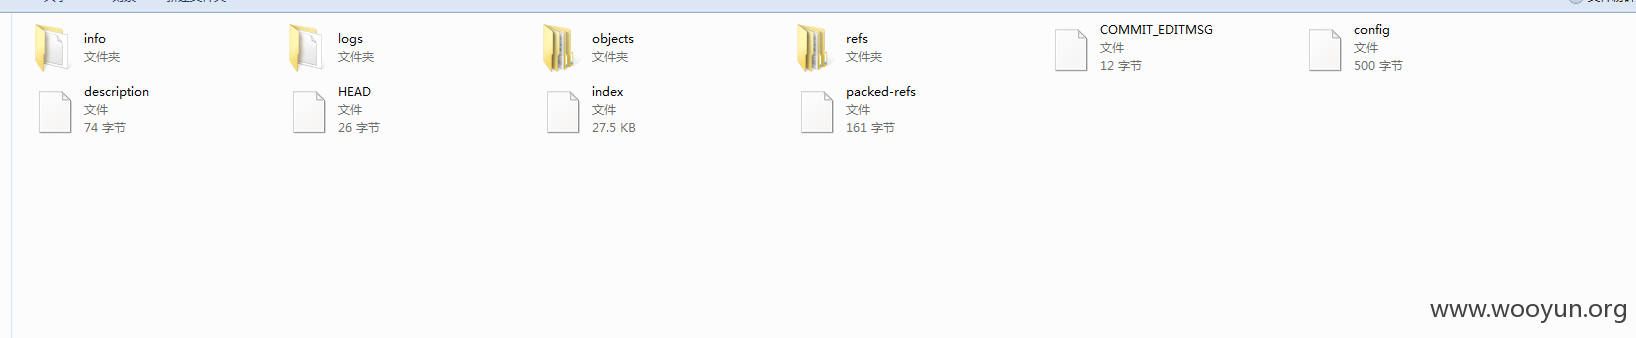 info
文件夹
logs
文件夹
objects
文件夹
refs
文件夹
COMMIT_EDITMSG
文件
12 字节
config
文件
500 字节
description
文件
74 字节
HEAD
文件
26 字节
index
文件
27.5 KB
packed-refs
文件
161 字节
www.wooyun.org